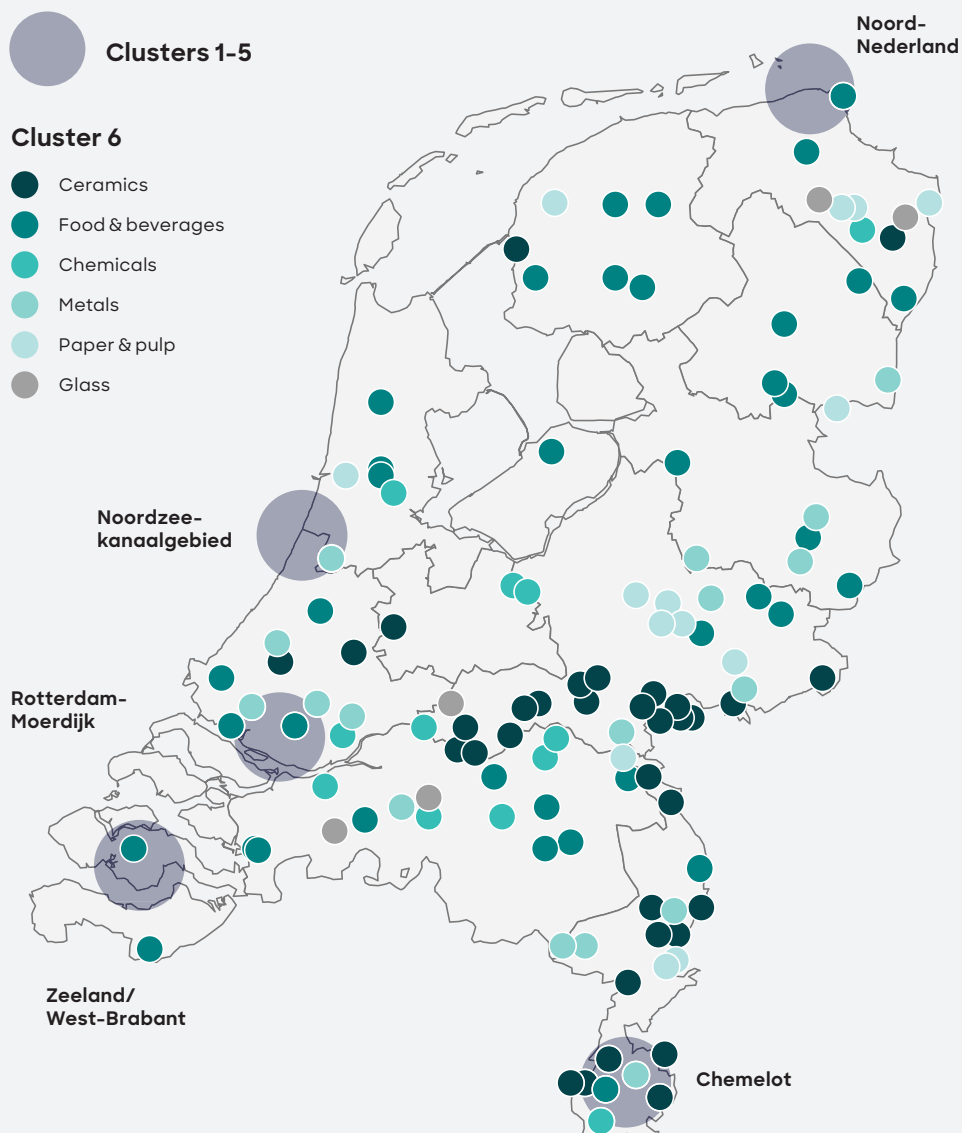 Clusters 1-5
Noord-
Nederland
Cluster 6
Ceramics
Food & beverages
Chemicals
Metals
Paper & pulp
Glass
Noordzee-
kanaalgebied
Rotterdam-
Moerdijk
Zeeland/
West-Brabant
Chemelot